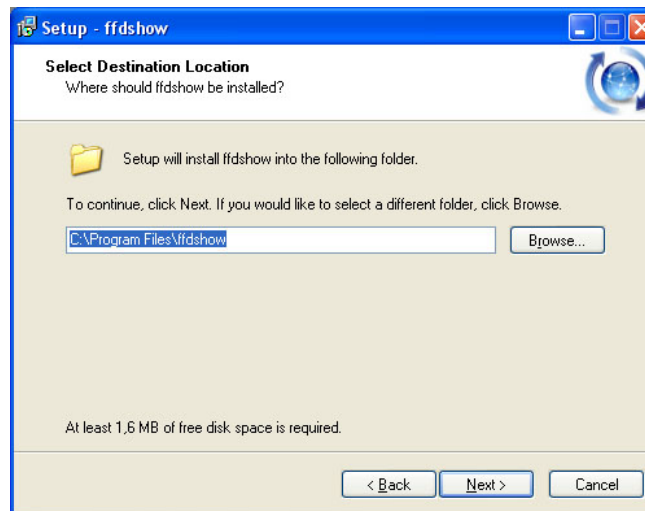 Setup - ffdshow
Select Destination Location
Where should ffdshow be installed?
Setup will install ffdshow into the following folder.
To continue, click Next. If you would like to select a different folder, click Browse.
C:\Program Files\ffdshow
Browse...
At least 1,6 MB of free disk space is required.
< Back
Next >
Cancel